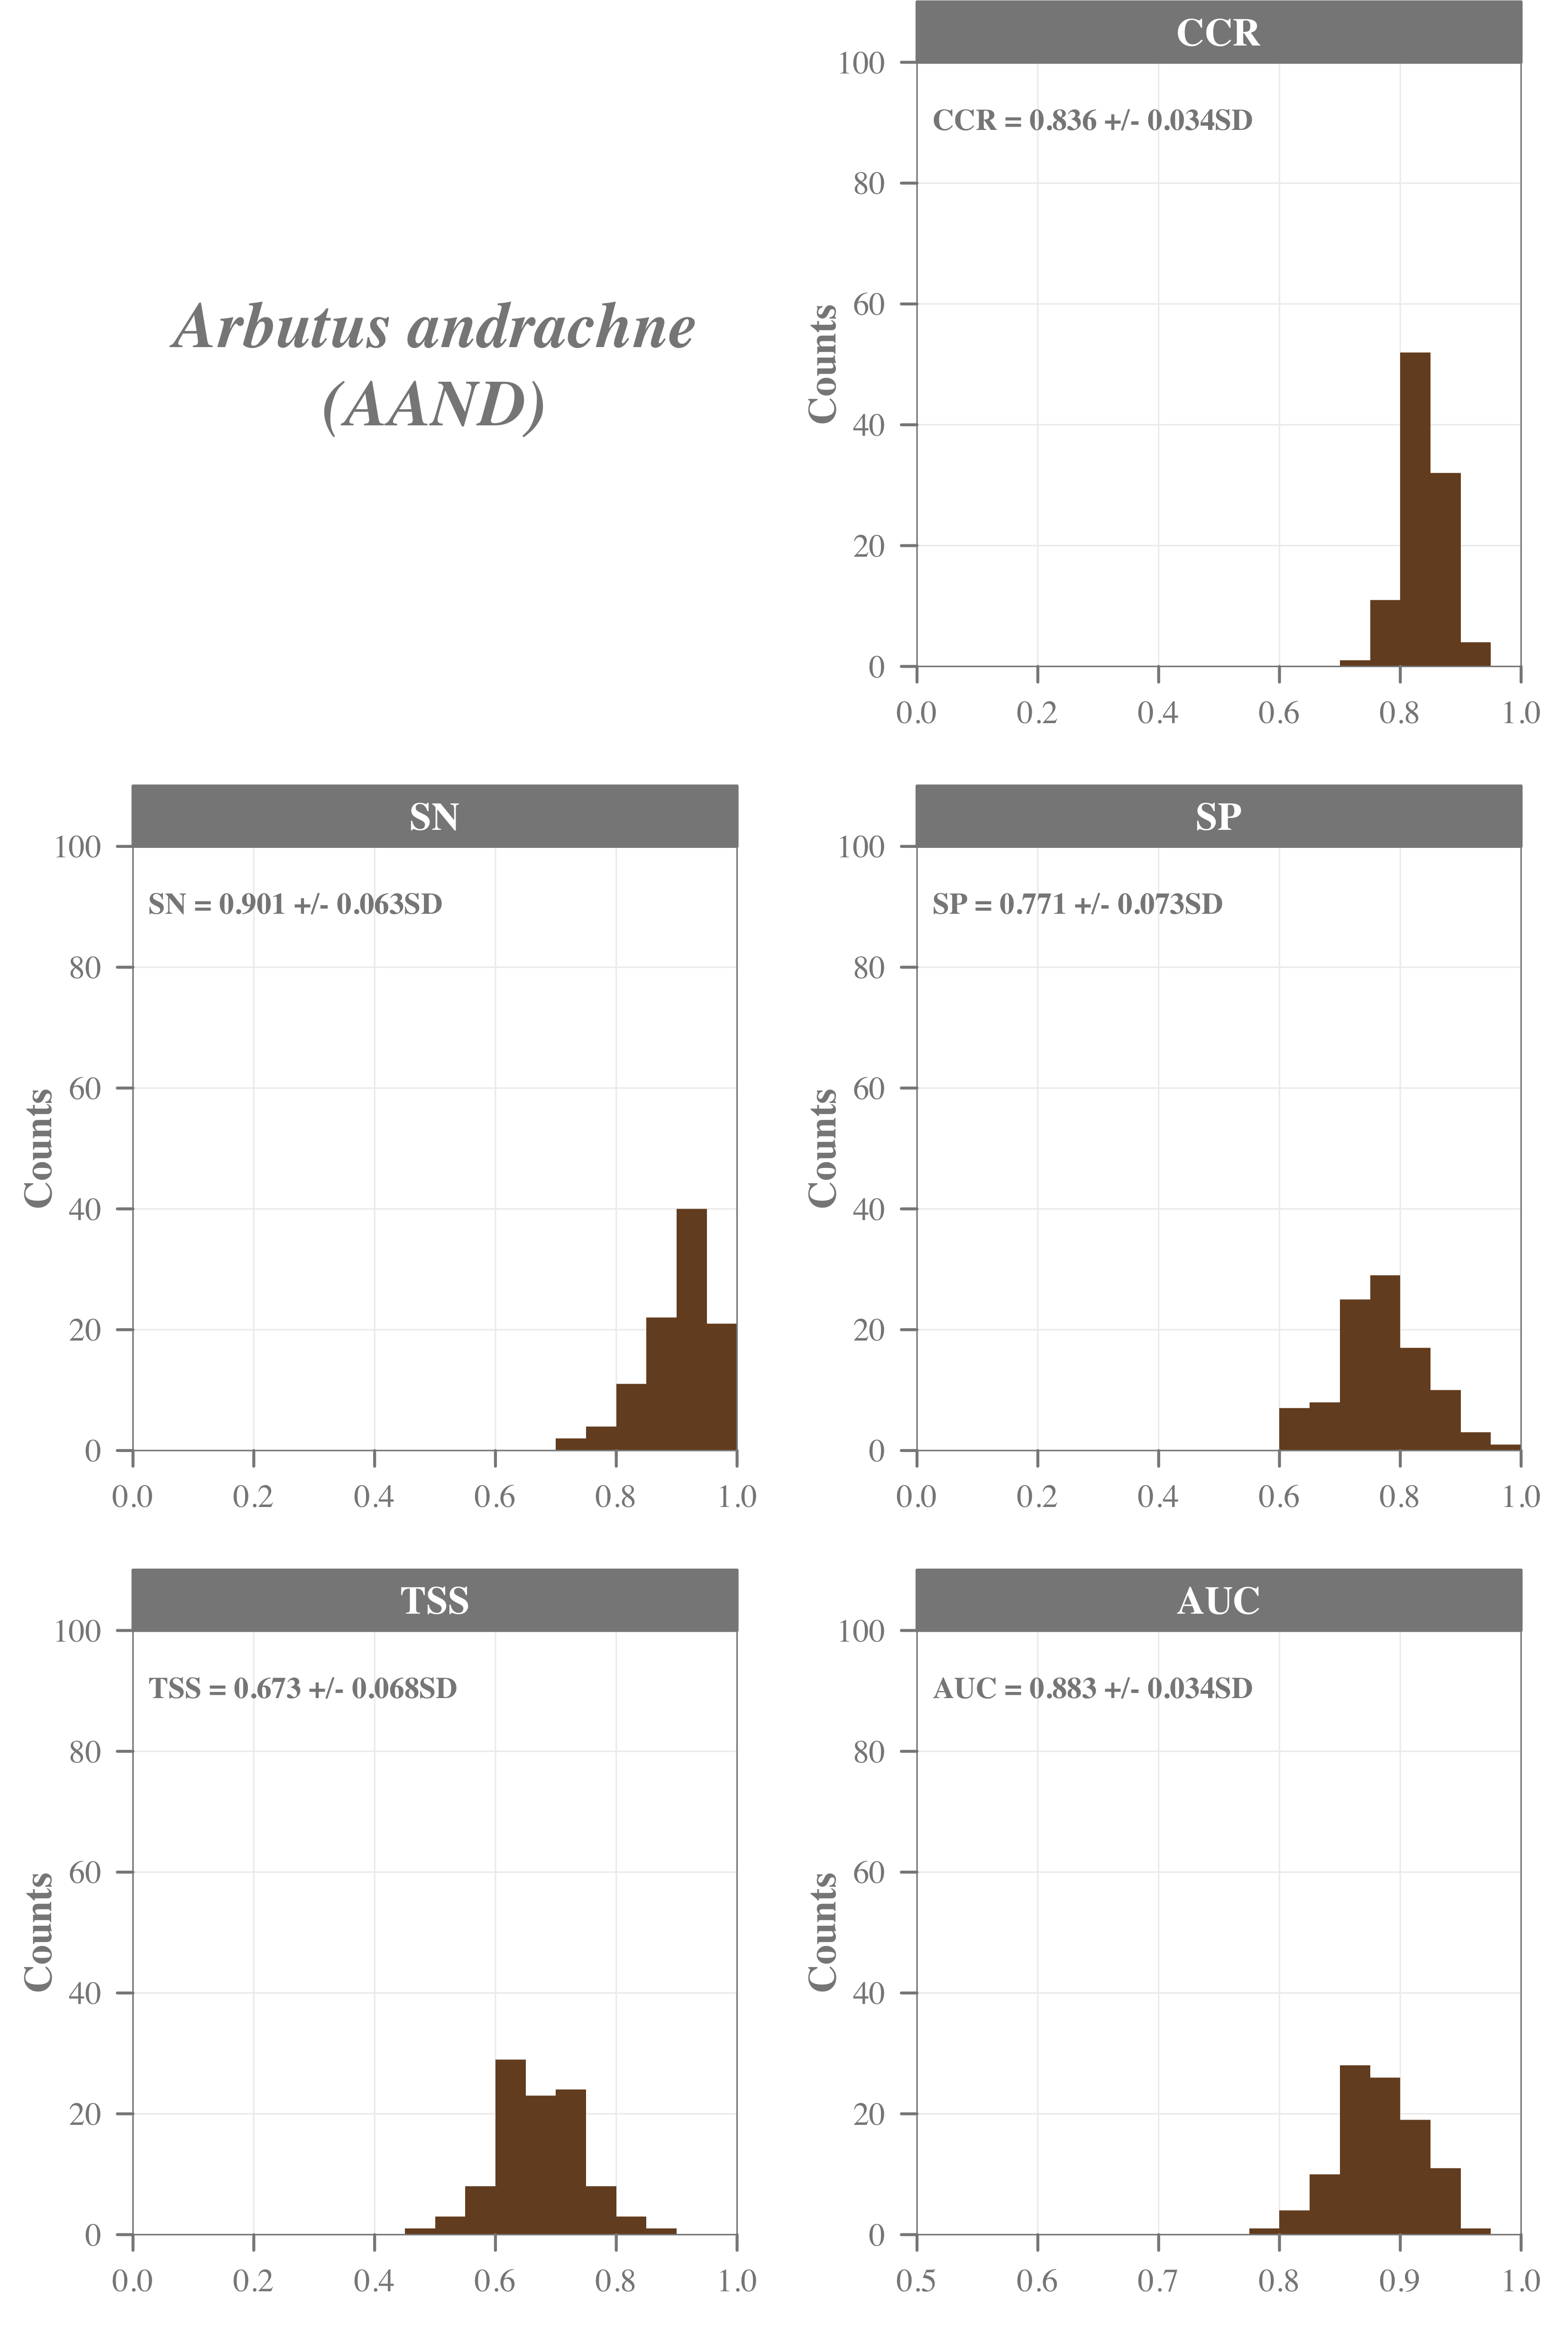 CCR
100
CCR = 0.836 +/- 0.034SD
80
60
Counts
40
20
0
0.0 0.2 0.4 0.6 0.8 1.0
Arbutus andrachne
(AAND)
SN
100
SN = 0.901 +/- 0.063SD
80
60
Counts
40
20
0
0.0 0.2 0.4 0.6 0.8 1.0
SP
100
SP = 0.771 +/- 0.073SD
80
60
Counts
40
20
0
0.0 0.2 0.4 0.6 0.8 1.0
TSS
100
TSS = 0.673 +/- 0.068SD
80
60
Counts
40
20
0
0.0 0.2 0.4 0.6 0.8 1.0
AUC
100
AUC = 0.883 +/- 0.034SD
80
60
Counts
40
20
0
0.5 0.6 0.7 0.8 0.9 1.0